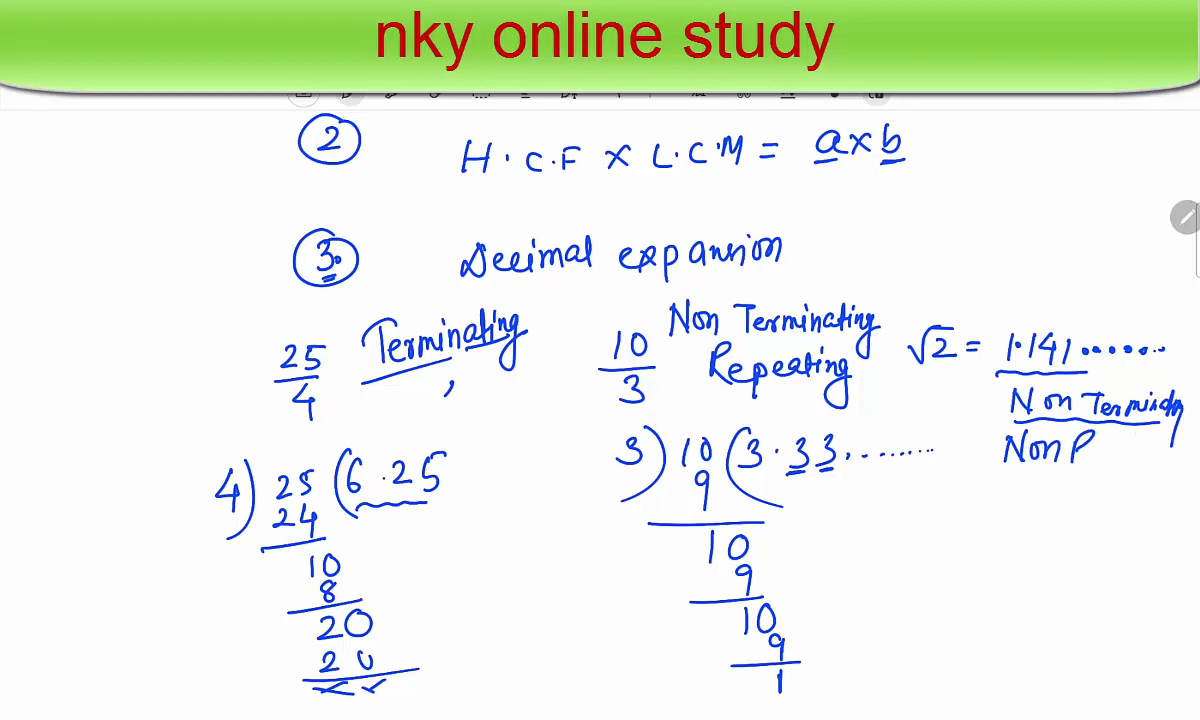 nky online study
2
H.C.F x L.C.M = a x b
3. Decimal expansion
25/4 Terminating,
10/3 Non Terminating
Repeating
√2 = 1.141.......
Non Termindy
Non P
4) 25 (6.25
24
10
8
20
20
3) 10 (3.33.........
9
10
9
10
9
1